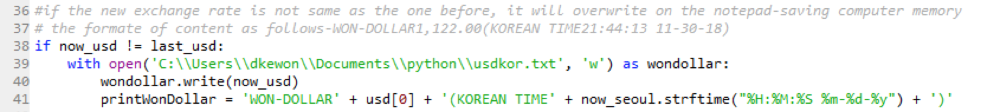 36 #if the new exchange rate is not same as the one before, it will overwrite on the notepad-saving computer memory
37 # the formate of content as follows-WON-DOLLAR1,122.00(KOREAN TIME21:44:13 11-30-18)
38 if now_usd != last_usd:
39     with open('C:\\Users\\dkewon\\Documents\\python\\usdkor.txt', 'w') as wondollar:
40         wondollar.write(now_usd)
41         printWonDollar = 'WON-DOLLAR' + usd[0] + '(KOREAN TIME' + now_seoul.strftime("%H:%M:%S %m-%d-%y") + ')'